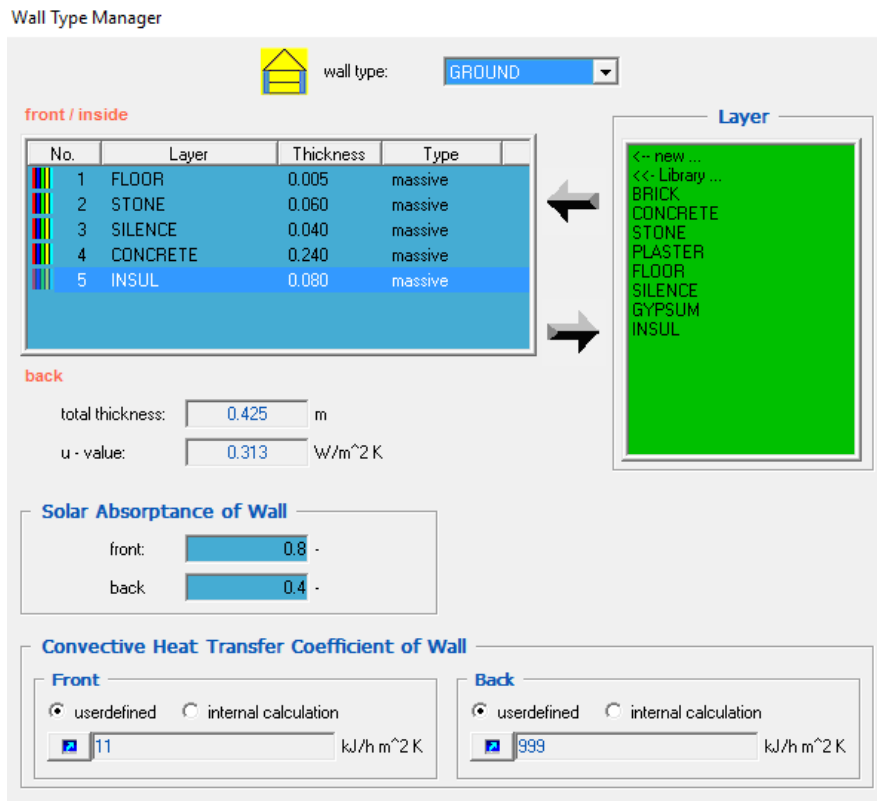 Wall Type Manager
wall type: GROUND
front / inside
No. Layer Thickness Type
1 FLOOR 0.005 massive
2 STONE 0.060 massive
3 SILENCE 0.040 massive
4 CONCRETE 0.240 massive
5 INSUL 0.080 massive
back
total thickness: 0.425 m
u - value: 0.313 W/m^2 K
Layer
<-- new ...
<<- Library ...
BRICK
CONCRETE
STONE
PLASTER
FLOOR
SILENCE
GYPSUM
INSUL
Solar Absorptance of Wall
front: 0.8 -
back 0.4 -
Convective Heat Transfer Coefficient of Wall
Front
userdefined internal calculation
11 kJ/h m^2 K
Back
userdefined internal calculation
999 kJ/h m^2 K